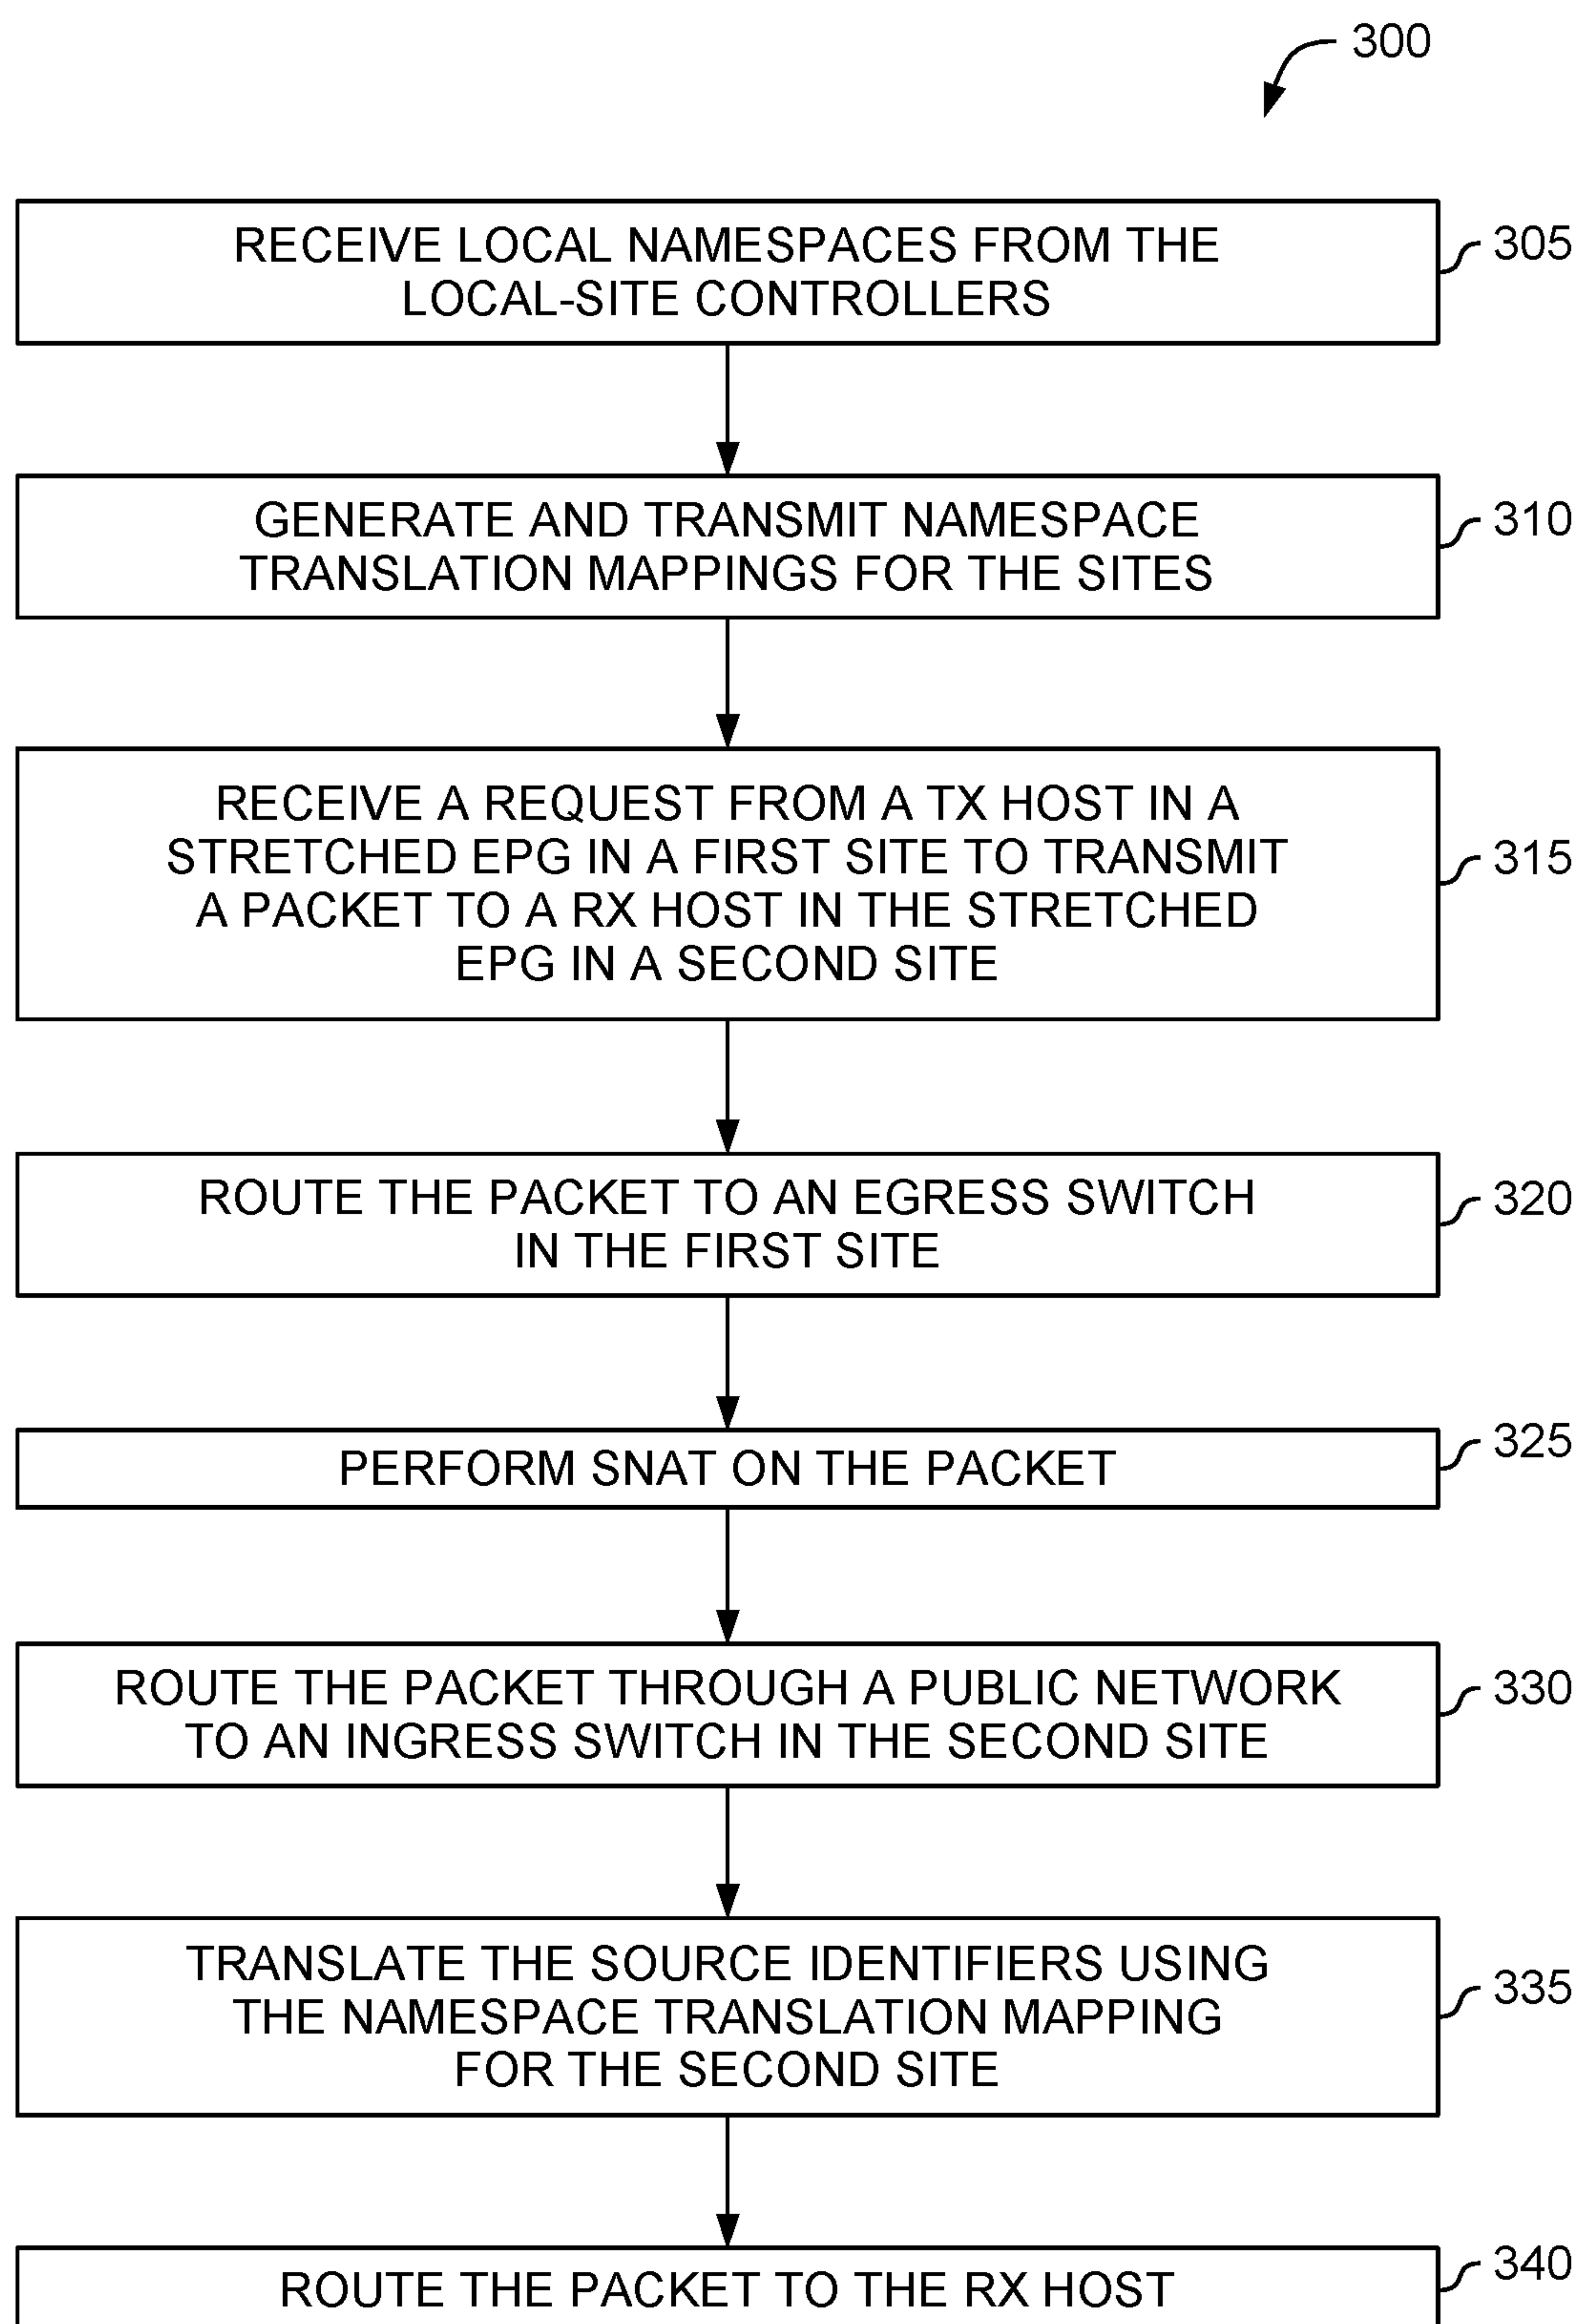 300
RECEIVE LOCAL NAMESPACES FROM THE
LOCAL-SITE CONTROLLERS
305
GENERATE AND TRANSMIT NAMESPACE
TRANSLATION MAPPINGS FOR THE SITES
310
RECEIVE A REQUEST FROM A TX HOST IN A
STRETCHED EPG IN A FIRST SITE TO TRANSMIT
A PACKET TO A RX HOST IN THE STRETCHED
EPG IN A SECOND SITE
315
ROUTE THE PACKET TO AN EGRESS SWITCH
IN THE FIRST SITE
320
PERFORM SNAT ON THE PACKET
325
ROUTE THE PACKET THROUGH A PUBLIC NETWORK
TO AN INGRESS SWITCH IN THE SECOND SITE
330
TRANSLATE THE SOURCE IDENTIFIERS USING
THE NAMESPACE TRANSLATION MAPPING
FOR THE SECOND SITE
335
ROUTE THE PACKET TO THE RX HOST
340